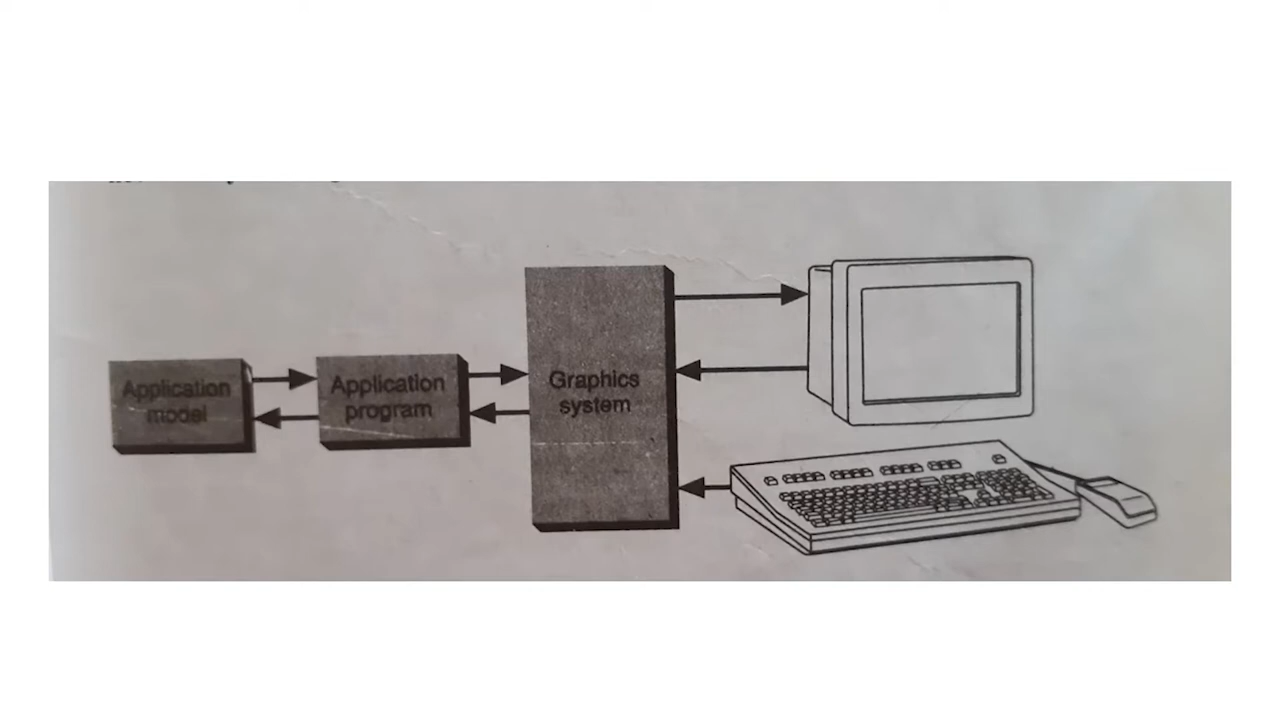 Application
model
Application
program
Graphics
system